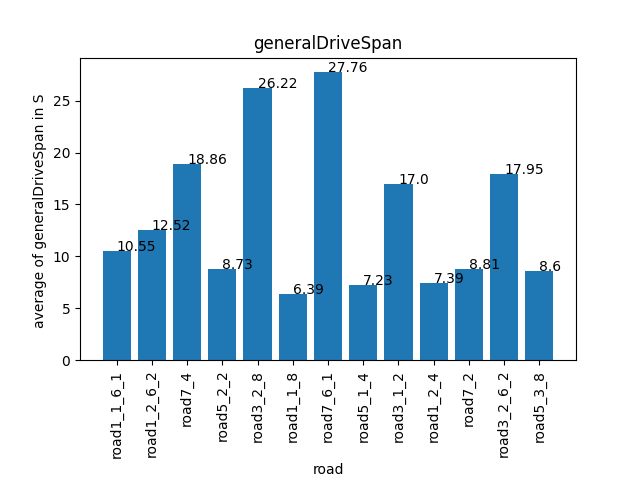 generalDriveSpan
average of generalDriveSpan in S
25
20
15
10
5
0
10.55
12.52
18.86
8.73
26.22
6.39
27.76
7.23
17.0
7.39
8.81
17.95
8.6
road1_1_6_1
road1_2_6_2
road7_4
road5_2_2
road3_2_8
road1_1_8
road7_6_1
road5_1_4
road3_1_2
road1_2_4
road7_2
road3_2_6_2
road5_3_8
road